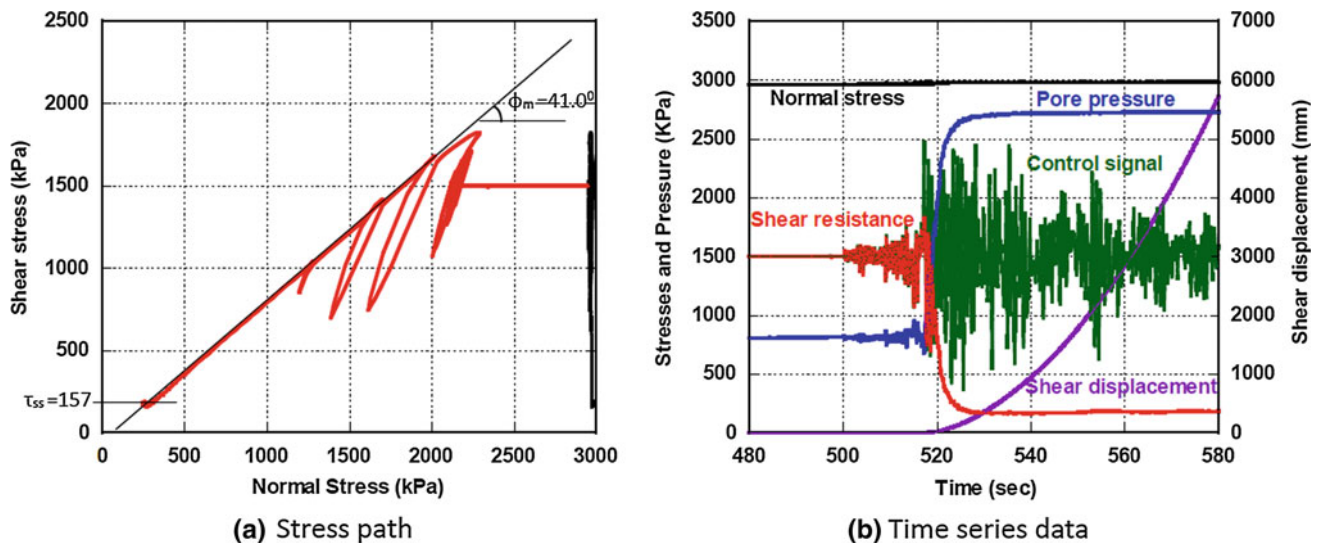 2500
2000
1500
1000
500
0
Shear stress (kPa)
ϕm=41.0⁰
τss=157
0 500 1000 1500 2000 2500 3000
Normal Stress (kPa)
(a) Stress path
3500
3000
2500
2000
1500
1000
500
0
Stresses and Pressure (KPa)
Normal stress
Pore pressure
Control signal
Shear resistance
Shear displacement
7000
6000
5000
4000
3000
2000
1000
0
Shear displacement (mm)
480 500 520 540 560 580
Time (sec)
(b) Time series data